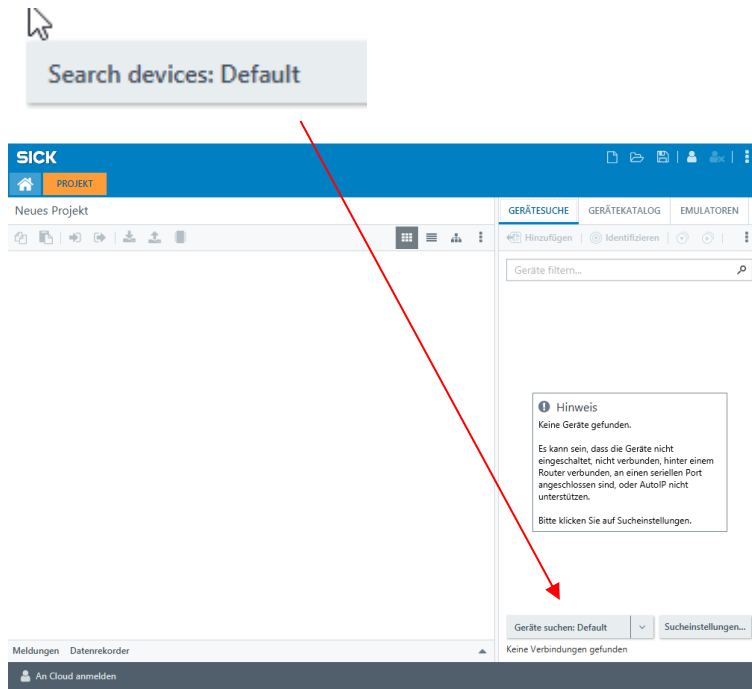 Search devices: Default
SICK
PROJEKT
Neues Projekt
GERÄTESUCHE GERÄTEKATALOG EMULATOREN
Hinzufügen Identifizieren
Geräte filtern...
Hinweis
Keine Geräte gefunden.
Es kann sein, dass die Geräte nicht
eingeschaltet, nicht verbunden, hinter einem
Router verbunden, an einen seriellen Port
angeschlossen sind, oder AutoIP nicht
unterstützen.
Bitte klicken Sie auf Sucheinstellungen.
Geräte suchen: Default Sucheinstellungen...
Meldungen Datenrekorder
Keine Verbindungen gefunden
An Cloud anmelden